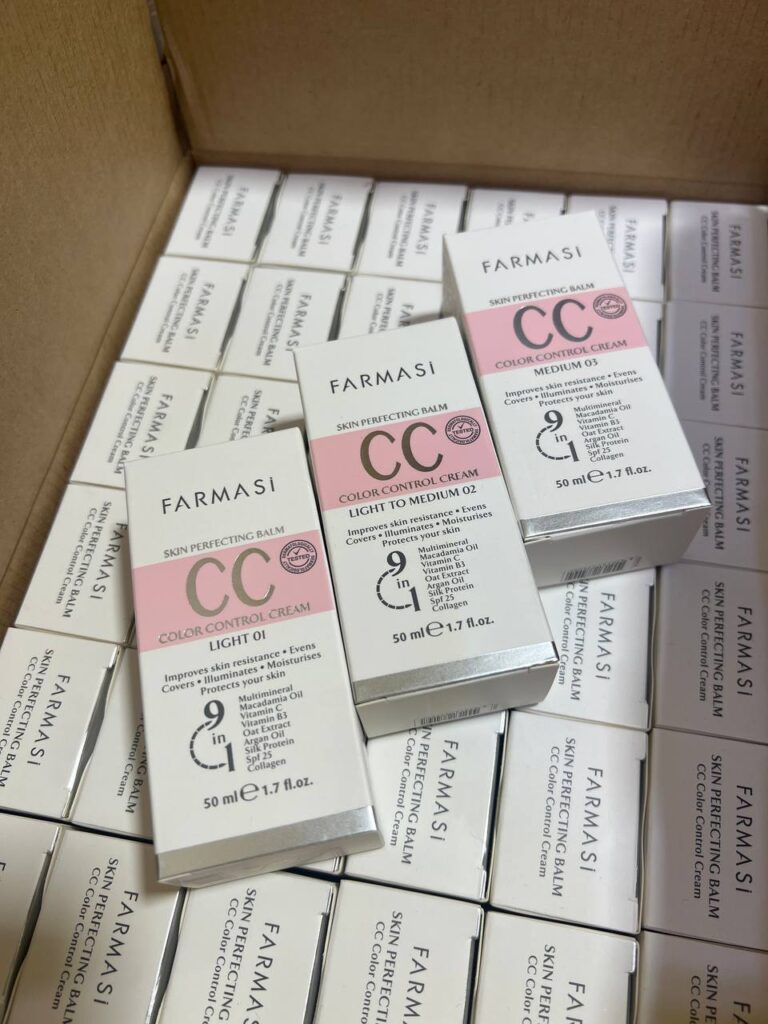 FARMASi
SKIN PERFECTING BALM
CC
TESTED
COLOR CONTROL CREAM
MEDIUM 03
Improves skin resistance • Evens
Covers • Illuminates • Moisturises
Protects your skin
9 in 1
Multimineral
Macadamia Oil
Vitamin C
Vitamin B3
Oat Extract
Argan Oil
Silk Protein
Spf 25
Collagen
50 ml ℮ 1.7 fl.oz.
FARMASi
SKIN PERFECTING BALM
CC
DERMATOLOGICALLY TESTED
COLOR CONTROL CREAM
LIGHT TO MEDIUM 02
Improves skin resistance • Evens
Covers • Illuminates • Moisturises
Protects your skin
9 in 1
Multimineral
Macadamia Oil
Vitamin C
Vitamin B3
Oat Extract
Argan Oil
Silk Protein
Spf 25
Collagen
50 ml ℮ 1.7 fl.oz.
FARMASi
SKIN PERFECTING BALM
CC
DERMATOLOGICALLY TESTED
COLOR CONTROL CREAM
LIGHT 01
Improves skin resistance • Evens
Covers • Illuminates • Moisturises
Protects your skin
9 in 1
Multimineral
Macadamia Oil
Vitamin C
Vitamin B3
Oat Extract
Argan Oil
Silk Protein
Spf 25
Collagen
50 ml ℮ 1.7 fl.oz.
FARMASi
SKIN PERFECTING BALM
CC Color Control Cream